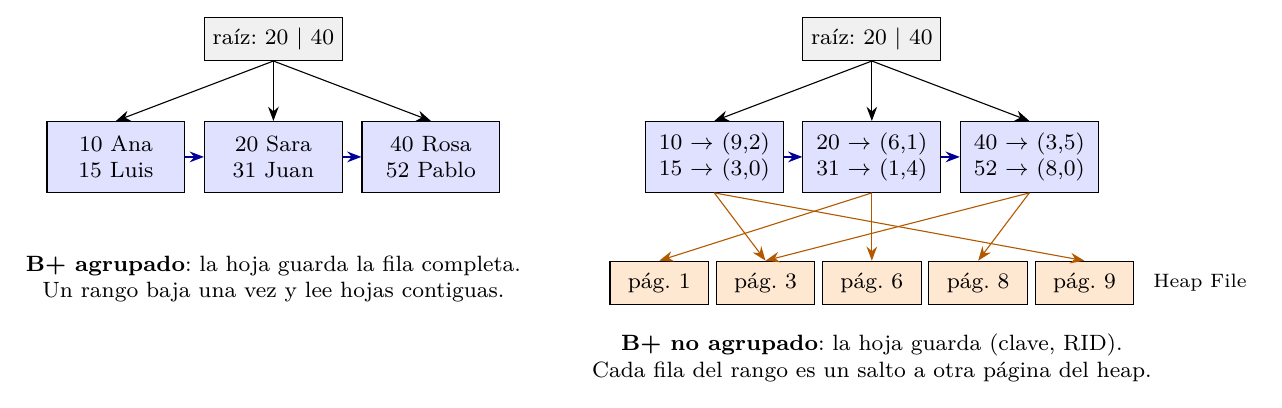 raíz: 20 | 40
10 Ana
15 Luis
20 Sara
31 Juan
40 Rosa
52 Pablo
B+ agrupado: la hoja guarda la fila completa.
Un rango baja una vez y lee hojas contiguas.
raíz: 20 | 40
10 → (9,2)
15 → (3,0)
20 → (6,1)
31 → (1,4)
40 → (3,5)
52 → (8,0)
pág. 1
pág. 3
pág. 6
pág. 8
pág. 9
Heap File
B+ no agrupado: la hoja guarda (clave, RID).
Cada fila del rango es un salto a otra página del heap.